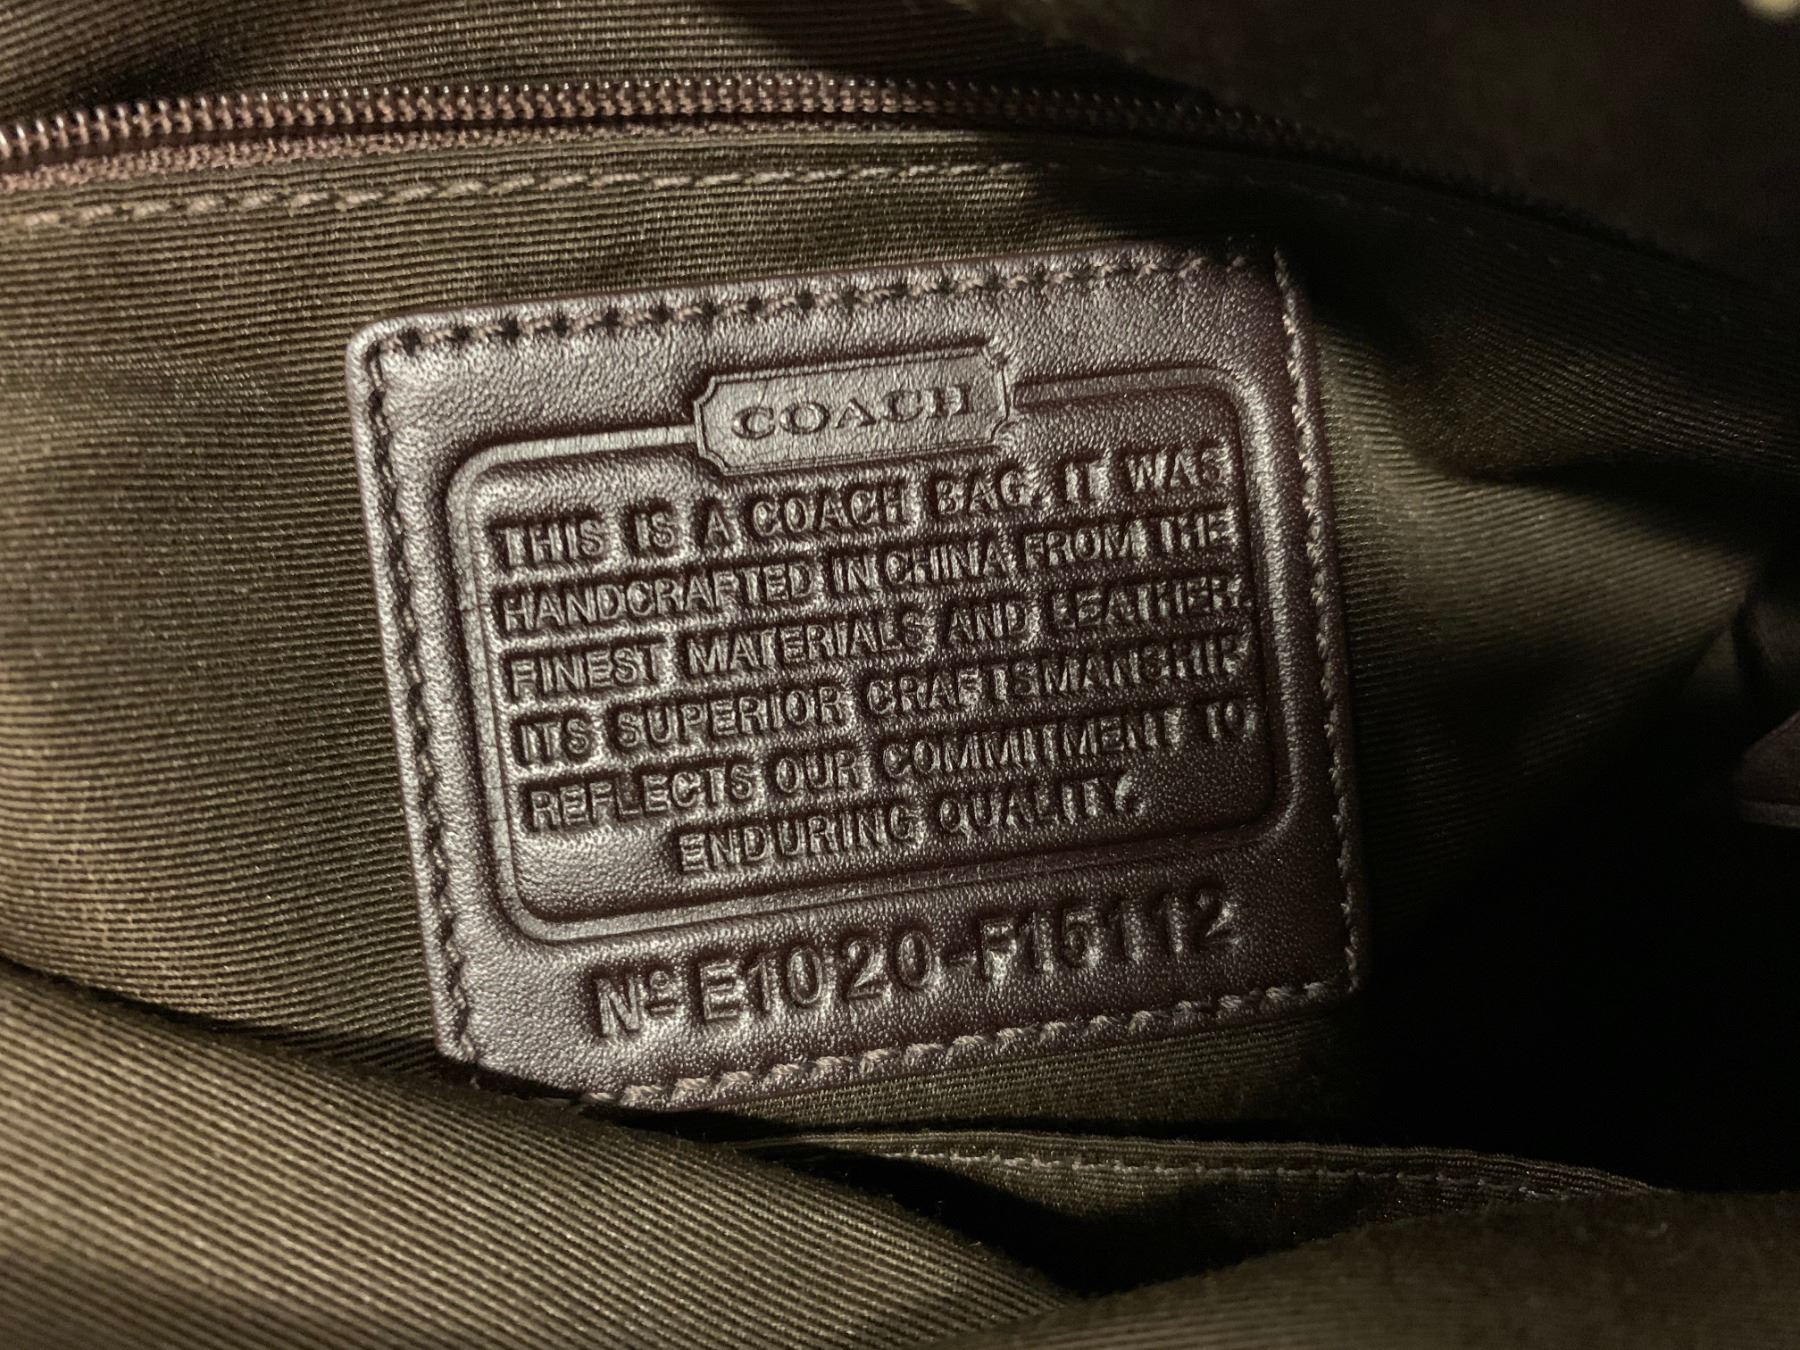 COACH
THIS IS A COACH BAG. IT WAS
HANDCRAFTED IN CHINA FROM THE
FINEST MATERIALS AND LEATHER.
ITS SUPERIOR CRAFTSMANSHIP
REFLECTS OUR COMMITMENT TO
ENDURING QUALITY.
Nº E1020-F15112